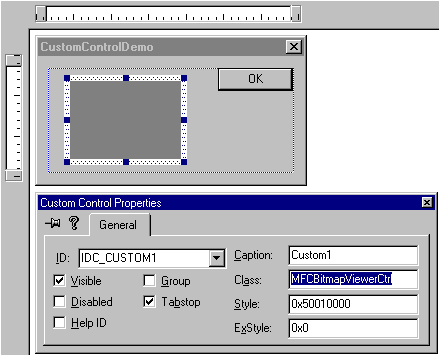 CustomControlDemo
OK
Custom Control Properties
General
ID: IDC_CUSTOM1 Caption: Custom1
Visible Group Class: MFCBitmapViewerCtrl
Disabled Tabstop Style: 0x50010000
Help ID ExStyle: 0x0